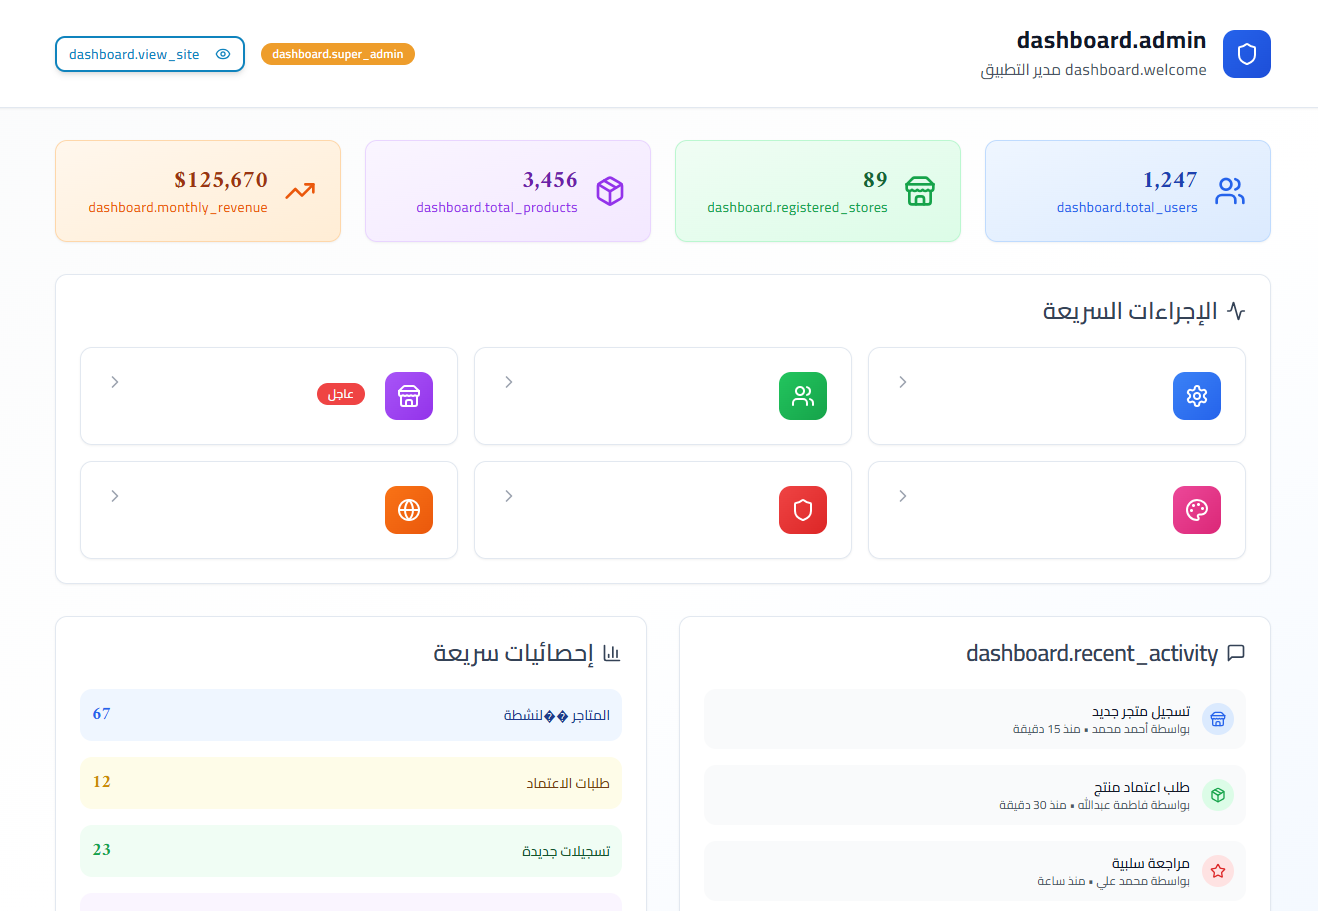 dashboard.admin
dashboard.welcome مدير التطبيق
dashboard.super_admin
dashboard.view_site
1,247
dashboard.total_users
89
dashboard.registered_stores
3,456
dashboard.total_products
$125,670
dashboard.monthly_revenue
الإجراءات السريعة
عاجل
dashboard.recent_activity
تسجيل متجر جديد
بواسطة أحمد محمد • منذ 15 دقيقة
طلب اعتماد منتج
بواسطة فاطمة عبدالله • منذ 30 دقيقة
مراجعة سلبية
بواسطة محمد علي • منذ ساعة
إحصائيات سريعة
المتاجر ��لنشطة
67
طلبات الاعتماد
12
تسجيلات جديدة
23